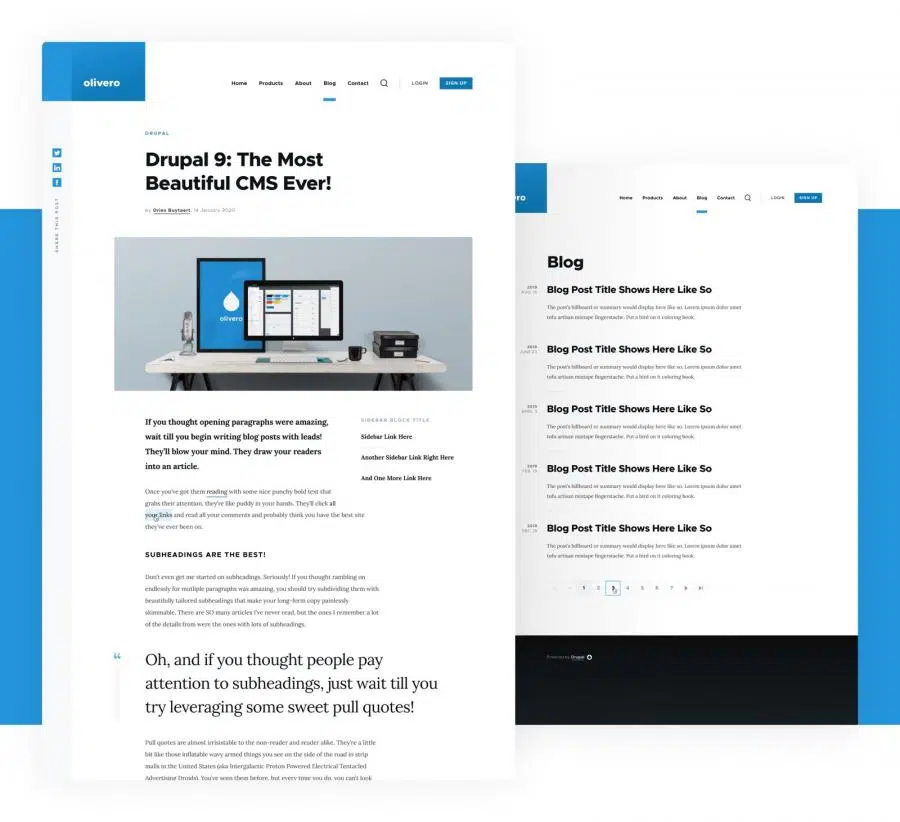 olivero
Home Products About Blog Contact LOGIN SIGN UP
DRUPAL
Drupal 9: The Most
Beautiful CMS Ever!
by Dries Buytaert, 14 January 2020
SHARE THIS POST
olivero
If you thought opening paragraphs were amazing,
wait till you begin writing blog posts with leads!
They'll blow your mind. They draw your readers
into an article.
SIDEBAR BLOCK TITLE
Sidebar Link Here
Another Sidebar Link Right Here
And One More Link Here
Once you've got them reading with some nice punchy bold text that
grabs their attention, they're like puddy in your hands. They'll click all
your links and read all your comments and probably think you have the best site
they've ever been on.
SUBHEADINGS ARE THE BEST!
Don't even get me started on subheadings. Seriously! If you thought rambling on
endlessly for mutliple paragraphs was amazing, you should try subdividing them with
beautifully tailored subheadings that make your long-form copy painlessly
skimmable. There are SO many articles I've never read, but the ones I remember a lot
of the details from were the ones with lots of subheadings.
“
Oh, and if you thought people pay
attention to subheadings, just wait till you
try leveraging some sweet pull quotes!
Pull quotes are almost irrisistable to the non-reader and reader alike. They're a little
bit like those inflatable wavy armed things you see on the side of the road in strip
malls in the United States (aka Intergalactic Proton Powered Electrical Tentacled
Advertising Droids). You've seen them before, but every time you do, you can't look
ro
Home Products About Blog Contact LOGIN SIGN UP
Blog
2019
Blog Post Title Shows Here Like So
The post's billboard or summary would display here like so. Lorem ipsum dolor amet
tofu artisan mixtape fingerstache. Put a bird on it coloring book.
2019
Blog Post Title Shows Here Like So
The post's billboard or summary would display here like so. Lorem ipsum dolor amet
tofu artisan mixtape fingerstache. Put a bird on it coloring book.
2019
APRIL 3
Blog Post Title Shows Here Like So
The post's billboard or summary would display here like so. Lorem ipsum dolor amet
tofu artisan mixtape fingerstache. Put a bird on it coloring book.
2019
Blog Post Title Shows Here Like So
The post's billboard or summary would display here like so. Lorem ipsum dolor amet
tofu artisan mixtape fingerstache. Put a bird on it coloring book.
Blog Post Title Shows Here Like So
The post's billboard or summary would display here like so. Lorem ipsum dolor amet
tofu artisan mixtape fingerstache. Put a bird on it coloring book.
1 2 3 4 5 6 7
Powered by Drupal